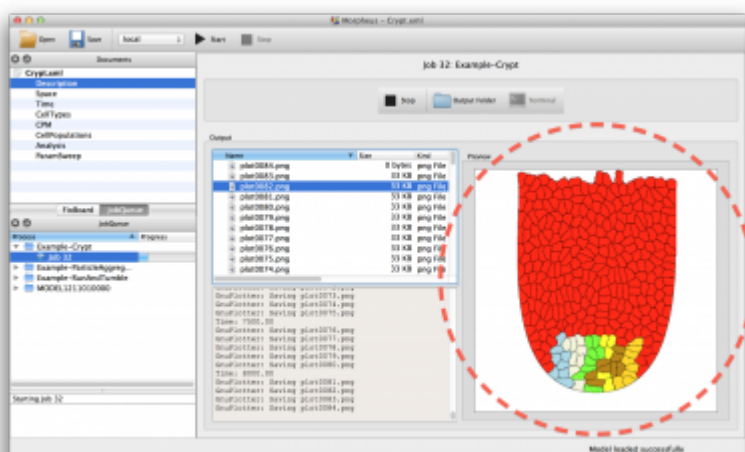 Morpheus - Crypt.xml
Open Save local Start Stop
Documents
Crypt.xml
Description
Space
Time
CellTypes
CPM
CellPopulations
Analysis
ParamSweep
FixBoard JobQueue
JobQueue
Process Progress
Example-Crypt
Job 32
Example-ParticleAggreg...
Example-RunAndTumble
MODEL1211010000
Starting job 32
Job 32: Example-Crypt
Stop Output Folder Terminal
Output
Name Size Kind
plot0084.png 0 bytes png File
plot0083.png 33 KB png File
plot0082.png 33 KB png File
plot0081.png 33 KB png File
plot0080.png 33 KB png File
plot0079.png 33 KB png File
plot0078.png 33 KB png File
plot0077.png 33 KB png File
plot0076.png 33 KB png File
plot0075.png 33 KB png File
plot0074.png 33 KB png File
GnuPlotter: Saving plot0073.png
GnuPlotter: Saving plot0074.png
GnuPlotter: Saving plot0075.png
Time: 7500.00
GnuPlotter: Saving plot0076.png
GnuPlotter: Saving plot0077.png
GnuPlotter: Saving plot0078.png
GnuPlotter: Saving plot0079.png
GnuPlotter: Saving plot0080.png
Time: 8000.00
GnuPlotter: Saving plot0081.png
GnuPlotter: Saving plot0082.png
GnuPlotter: Saving plot0083.png
GnuPlotter: Saving plot0084.png
Preview
Model loaded successfully